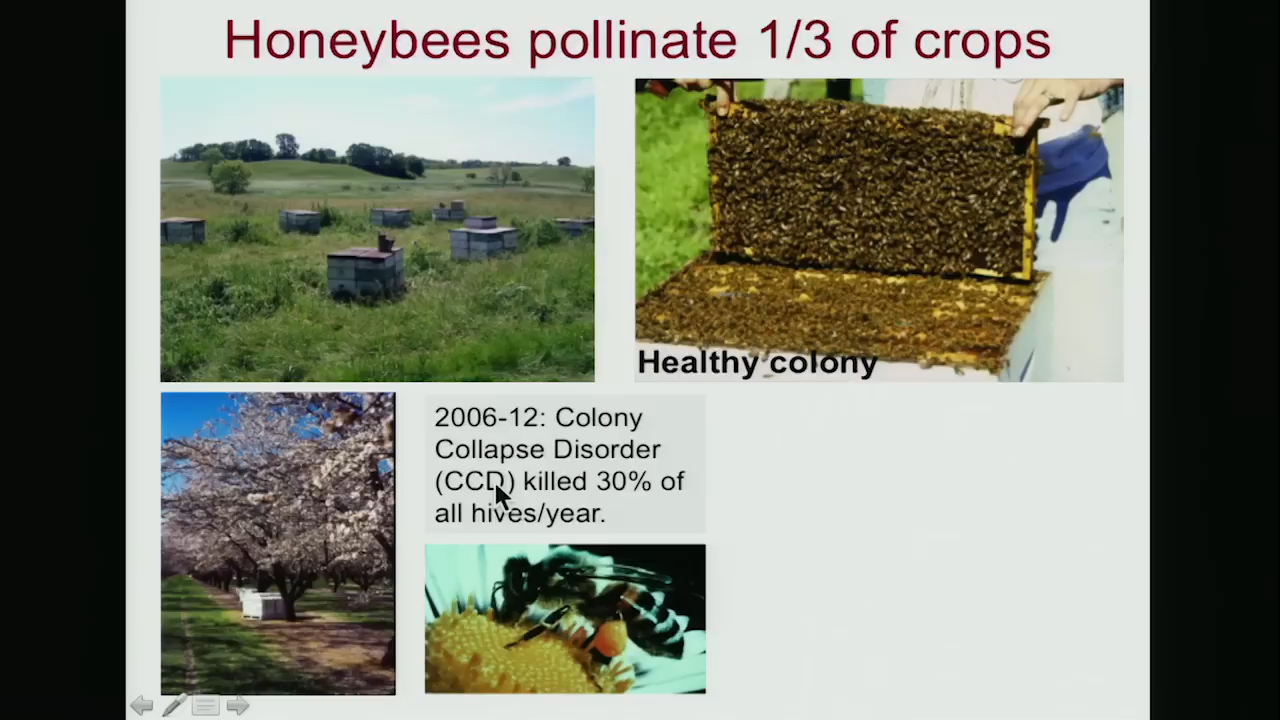 Honeybees pollinate 1/3 of crops
Healthy colony
2006-12: Colony
Collapse Disorder
(CCD) killed 30% of
all hives/year.